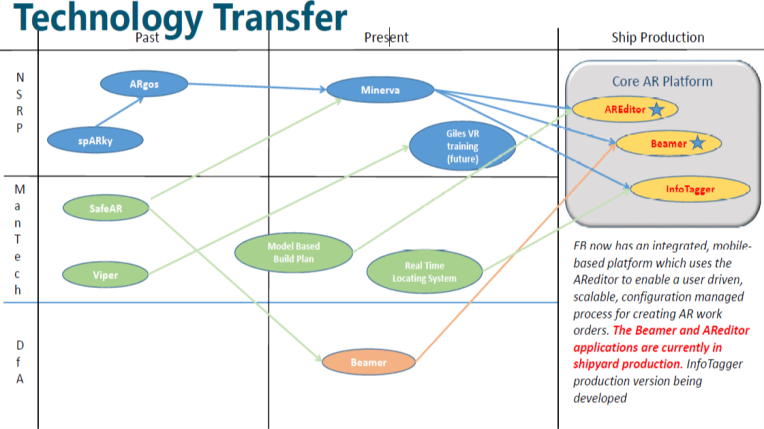 Technology Transfer
Past
Present
Ship Production
N
S
R
P
ARgos
Minerva
spARky
Giles VR
training
(future)
Core AR Platform
AREditor
Beamer
InfoTagger
M
a
n
T
e
c
h
SafeAR
Viper
Model Based
Build Plan
Real Time
Locating System
D
f
A
Beamer
EB now has an integrated, mobile-
based platform which uses the
AREditor to enable a user driven,
scalable, configuration managed
process for creating AR work
orders. The Beamer and AREditor
applications are currently in
shipyard production. InfoTagger
production version being
developed